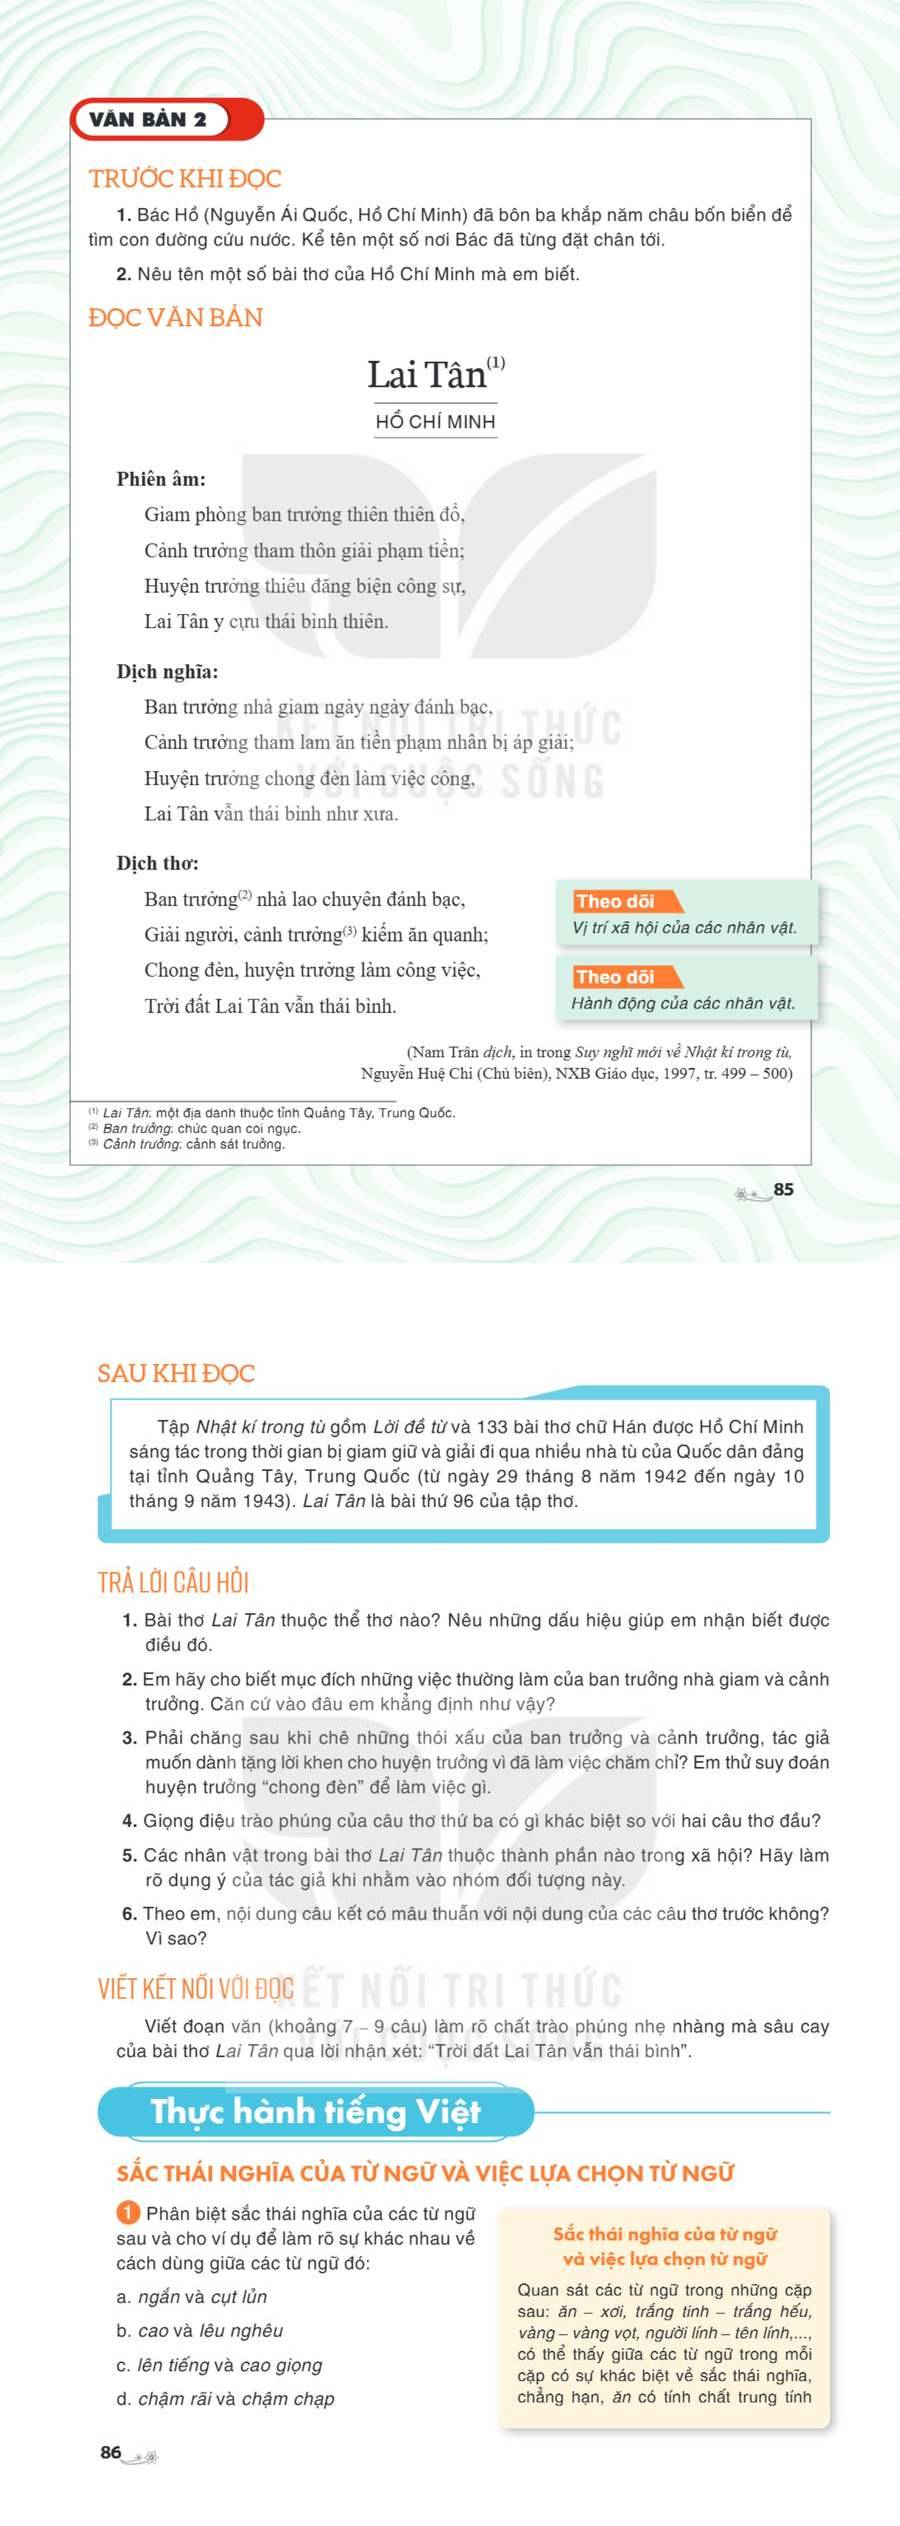 VĂN BẢN 2
TRƯỚC KHI ĐỌC
1. Bác Hồ (Nguyễn Ái Quốc, Hồ Chí Minh) đã bôn ba khắp năm châu bốn biển để
tìm con đường cứu nước. Kể tên một số nơi Bác đã từng đặt chân tới.
2. Nêu tên một số bài thơ của Hồ Chí Minh mà em biết.
ĐỌC VĂN BẢN
Lai Tân(1)
HỒ CHÍ MINH
Phiên âm:
Giam phòng ban trưởng thiên thiên đổ,
Cảnh trưởng tham thôn giải phạm tiền;
Huyện trưởng thiêu đăng biện công sự,
Lai Tân y cựu thái bình thiên.
Dịch nghĩa:
Ban trưởng nhà giam ngày ngày đánh bạc,
Cảnh trưởng tham lam ăn tiền phạm nhân bị áp giải;
Huyện trưởng chong đèn làm việc công,
Lai Tân vẫn thái bình như xưa.
KẾT NỐI TRI THỨC
VỚI CUỘC SỐNG
Dịch thơ:
Ban trưởng(2) nhà lao chuyên đánh bạc,
Giải người, cảnh trưởng(3) kiếm ăn quanh;
Chong đèn, huyện trưởng làm công việc,
Trời đất Lai Tân vẫn thái bình.
Theo dõi
Vị trí xã hội của các nhân vật.
Theo dõi
Hành động của các nhân vật.
(Nam Trân dịch, in trong Suy nghĩ mới về Nhật kí trong tù,
Nguyễn Huệ Chi (Chủ biên), NXB Giáo dục, 1997, tr. 499 – 500)
(1) Lai Tân: một địa danh thuộc tỉnh Quảng Tây, Trung Quốc.
(2) Ban trưởng: chức quan coi ngục.
(3) Cảnh trưởng: cảnh sát trưởng.
85
SAU KHI ĐỌC
Tập Nhật kí trong tù gồm Lời đề từ và 133 bài thơ chữ Hán được Hồ Chí Minh
sáng tác trong thời gian bị giam giữ và giải đi qua nhiều nhà tù của Quốc dân đảng
tại tỉnh Quảng Tây, Trung Quốc (từ ngày 29 tháng 8 năm 1942 đến ngày 10
tháng 9 năm 1943). Lai Tân là bài thứ 96 của tập thơ.
TRẢ LỜI CÂU HỎI
1. Bài thơ Lai Tân thuộc thể thơ nào? Nêu những dấu hiệu giúp em nhận biết được
điều đó.
2. Em hãy cho biết mục đích những việc thường làm của ban trưởng nhà giam và cảnh
trưởng. Căn cứ vào đâu em khẳng định như vậy?
3. Phải chăng sau khi chê những thói xấu của ban trưởng và cảnh trưởng, tác giả
muốn dành tặng lời khen cho huyện trưởng vì đã làm việc chăm chỉ? Em thử suy đoán
huyện trưởng “chong đèn” để làm việc gì.
4. Giọng điệu trào phúng của câu thơ thứ ba có gì khác biệt so với hai câu thơ đầu?
5. Các nhân vật trong bài thơ Lai Tân thuộc thành phần nào trong xã hội? Hãy làm
rõ dụng ý của tác giả khi nhằm vào nhóm đối tượng này.
6. Theo em, nội dung câu kết có mâu thuẫn với nội dung của các câu thơ trước không?
Vì sao?
VIẾT KẾT NỐI VỚI ĐỌC
KẾT NỐI TRI THỨC
VỚI CUỘC SỐNG
Viết đoạn văn (khoảng 7 – 9 câu) làm rõ chất trào phúng nhẹ nhàng mà sâu cay
của bài thơ Lai Tân qua lời nhận xét: “Trời đất Lai Tân vẫn thái bình”.
Thực hành tiếng Việt
SẮC THÁI NGHĨA CỦA TỪ NGỮ VÀ VIỆC LỰA CHỌN TỪ NGỮ
1 Phân biệt sắc thái nghĩa của các từ ngữ
sau và cho ví dụ để làm rõ sự khác nhau về
cách dùng giữa các từ ngữ đó:
a. ngắn và cụt lủn
b. cao và lêu nghêu
c. lên tiếng và cao giọng
d. chậm rãi và chậm chạp
Sắc thái nghĩa của từ ngữ
và việc lựa chọn từ ngữ
Quan sát các từ ngữ trong những cặp
sau: ăn – xơi, trắng tinh – trắng hếu,
vàng – vàng vọt, người lính – tên lính,...,
có thể thấy giữa các từ ngữ trong mỗi
cặp có sự khác biệt về sắc thái nghĩa,
chẳng hạn, ăn có tính chất trung tính
86